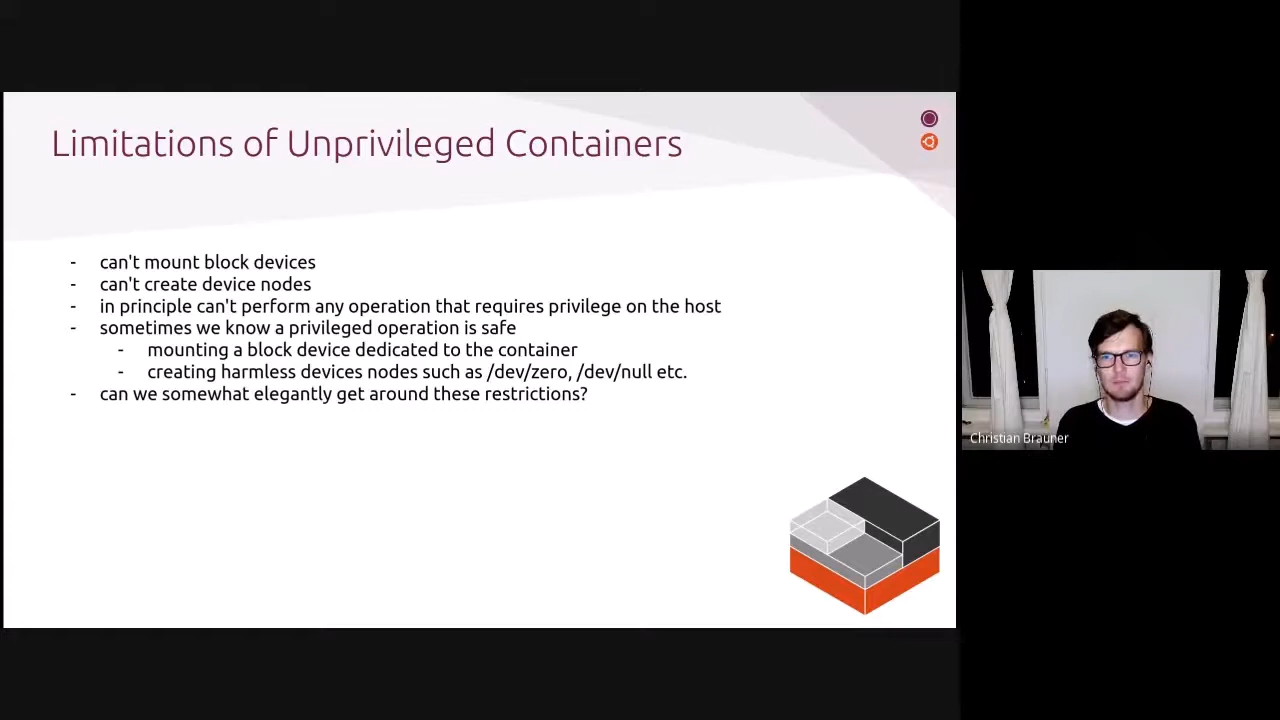 Limitations of Unprivileged Containers
- can't mount block devices
- can't create device nodes
- in principle can't perform any operation that requires privilege on the host
- sometimes we know a privileged operation is safe
- mounting a block device dedicated to the container
- creating harmless devices nodes such as /dev/zero, /dev/null etc.
- can we somewhat elegantly get around these restrictions?
Christian Brauner